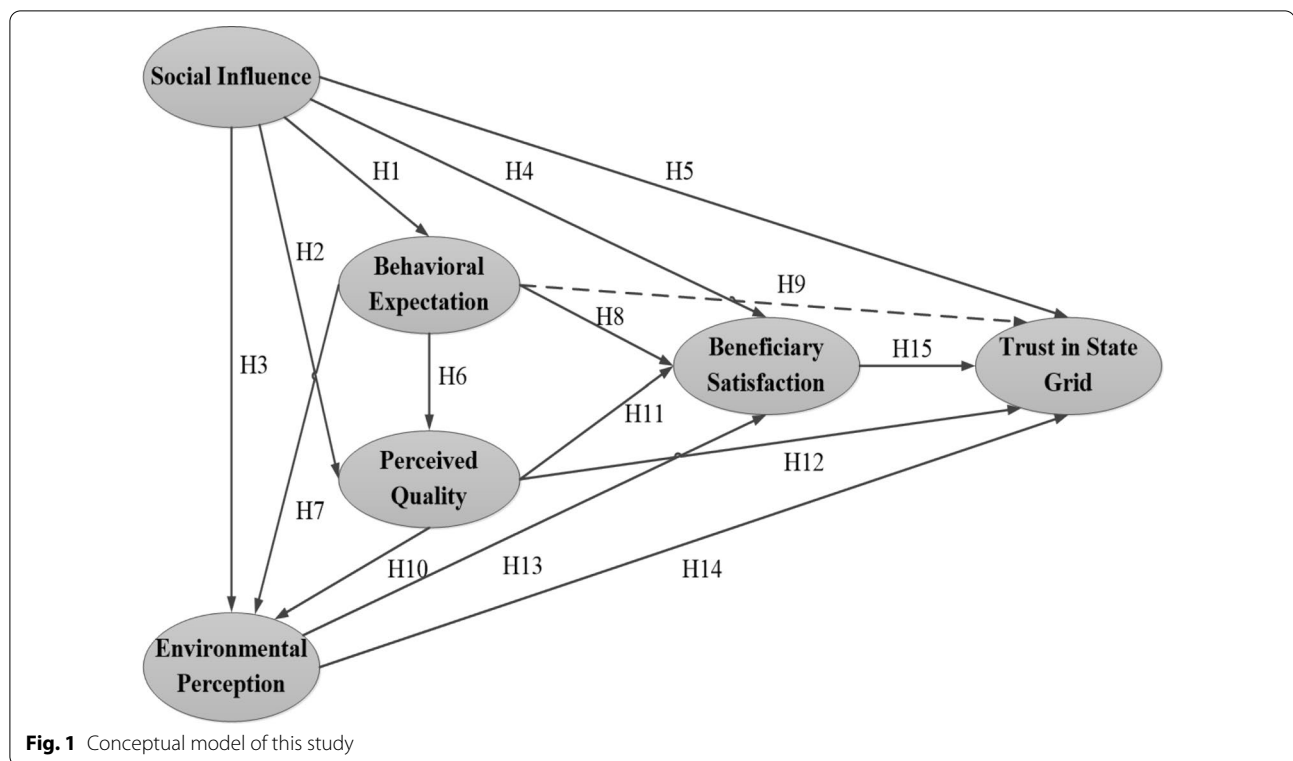 Social Influence
H1
H4
H5
H2
Behavioral
Expectation
H9
H8
H3
H6
Beneficiary
Satisfaction
H15
Trust in State
Grid
H11
Perceived
Quality
H12
H7
H10
H13
H14
Environmental
Perception
Fig. 1 Conceptual model of this study